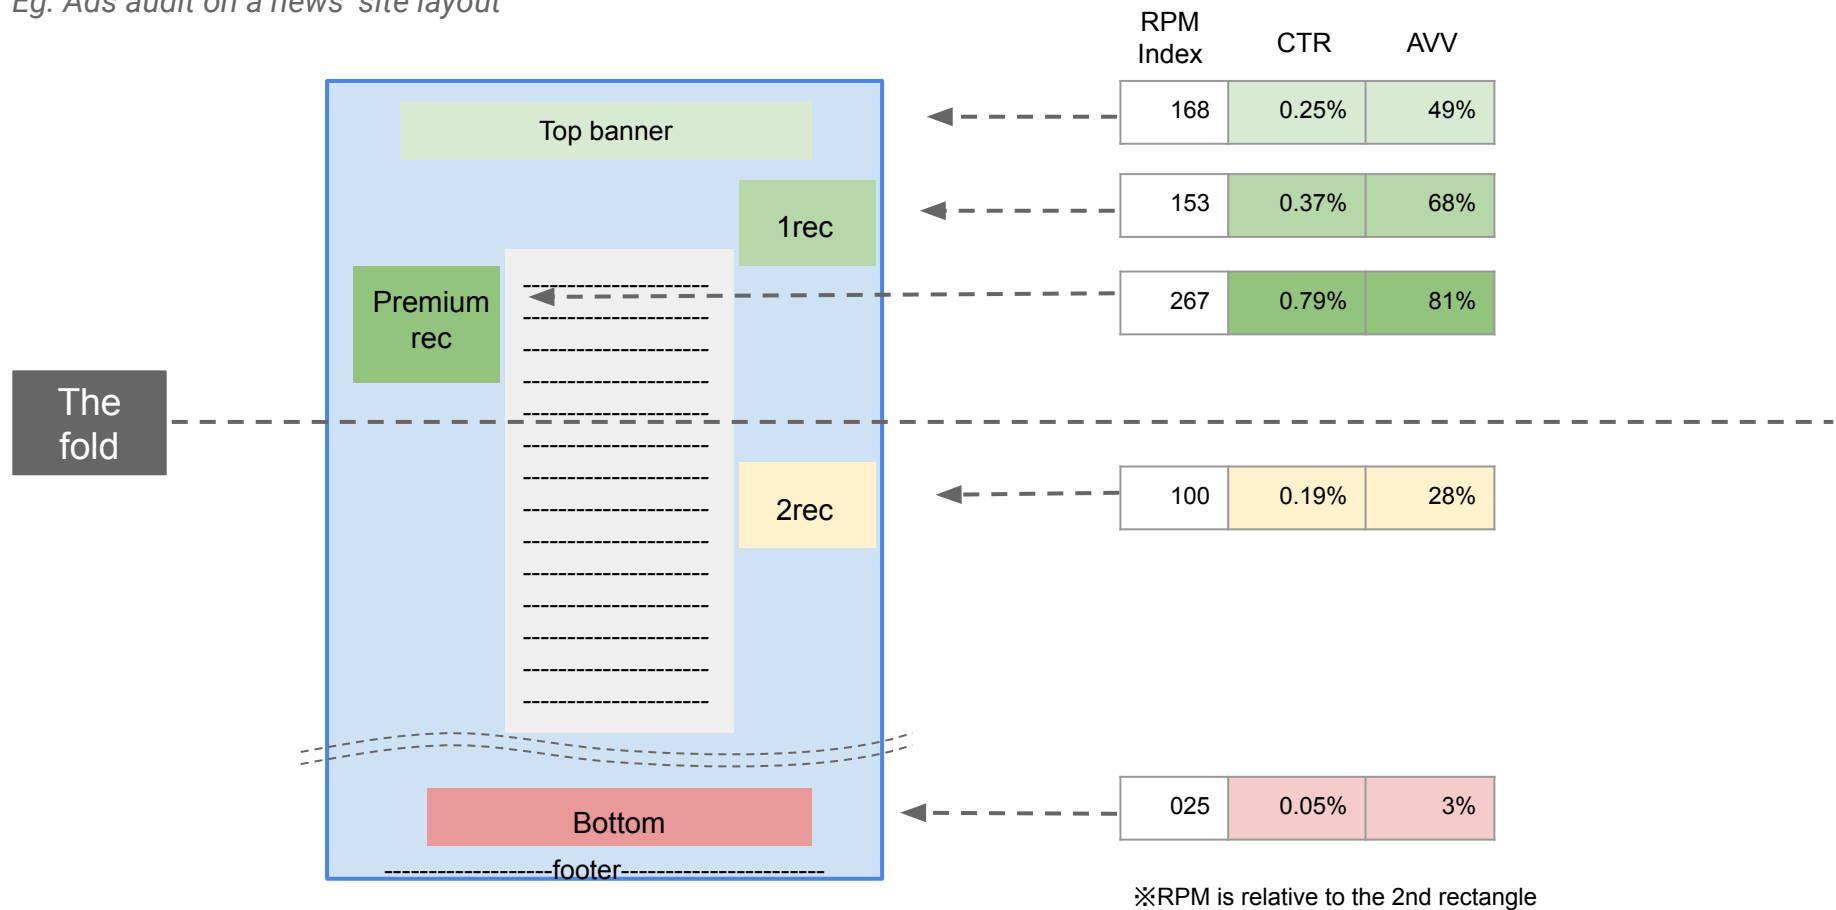 Eg. Ads audit on a news' site layout
RPM
Index
CTR
AVV
Top banner
168
0.25%
49%
1rec
153
0.37%
68%
Premium
rec
267
0.79%
81%
The
fold
2rec
100
0.19%
28%
Bottom
025
0.05%
3%
-------------------footer-----------------------
※RPM is relative to the 2nd rectangle